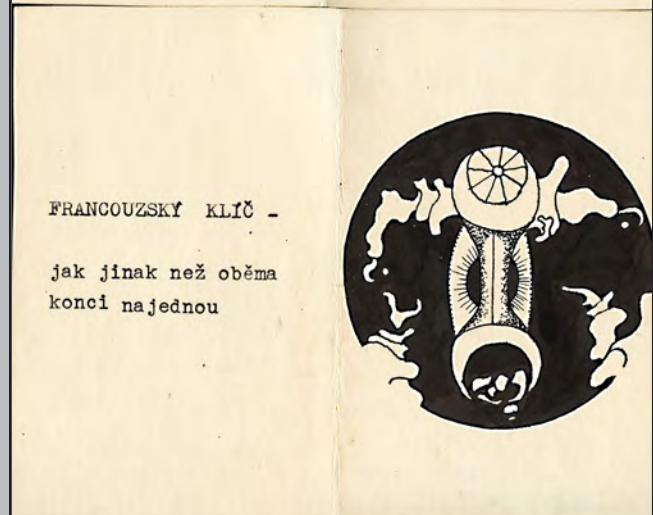 FRANCOUZSKÝ KLÍČ -
jak jinak než oběma
konci najednou